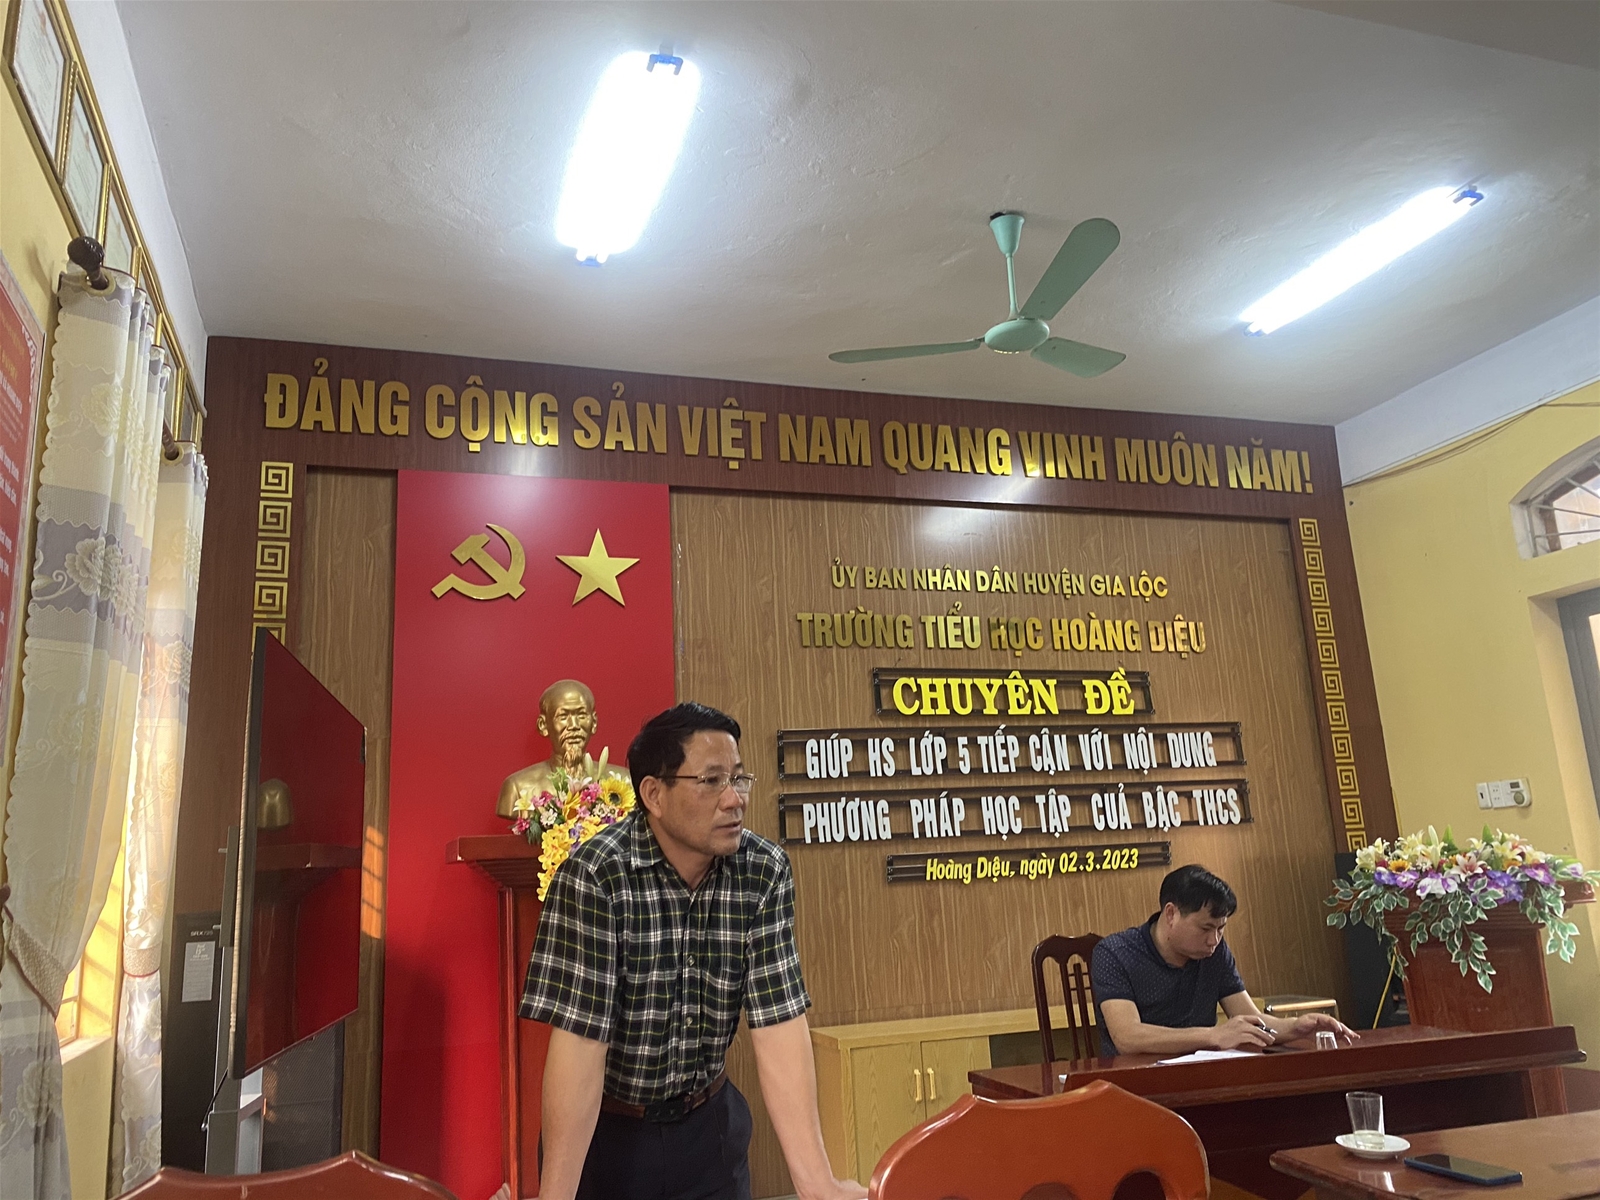 ĐẢNG CỘNG SẢN VIỆT NAM QUANG VINH MUÔN NĂM!
ỦY BAN NHÂN DÂN HUYỆN GIA LỘC
TRƯỜNG TIỂU HỌC HOÀNG DIỆU
CHUYÊN ĐỀ
GIÚP HS LỚP 5 TIẾP CẬN VỚI NỘI DUNG
PHƯƠNG PHÁP HỌC TẬP CUẢ BẬC THCS
Hoàng Diệu, ngày 02.3.2023